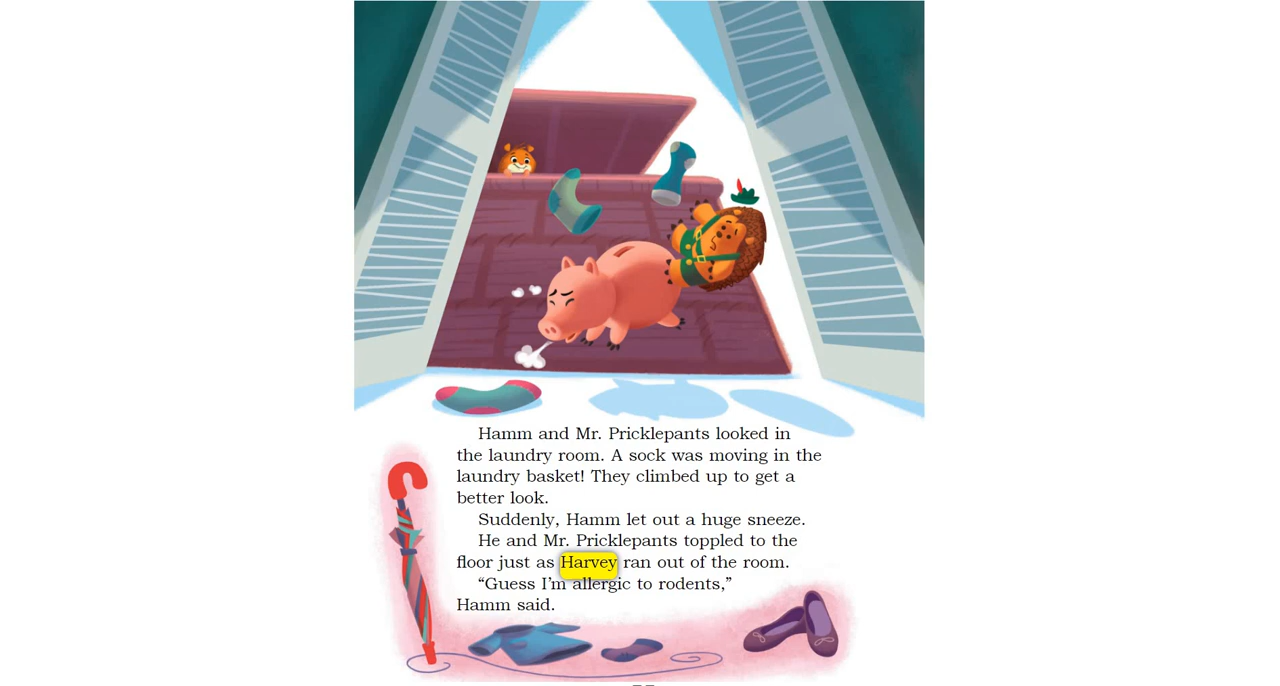 Hamm and Mr. Pricklepants looked in
the laundry room. A sock was moving in the
laundry basket! They climbed up to get a
better look.
Suddenly, Hamm let out a huge sneeze.
He and Mr. Pricklepants toppled to the
floor just as Harvey ran out of the room.
“Guess I’m allergic to rodents,”
Hamm said.